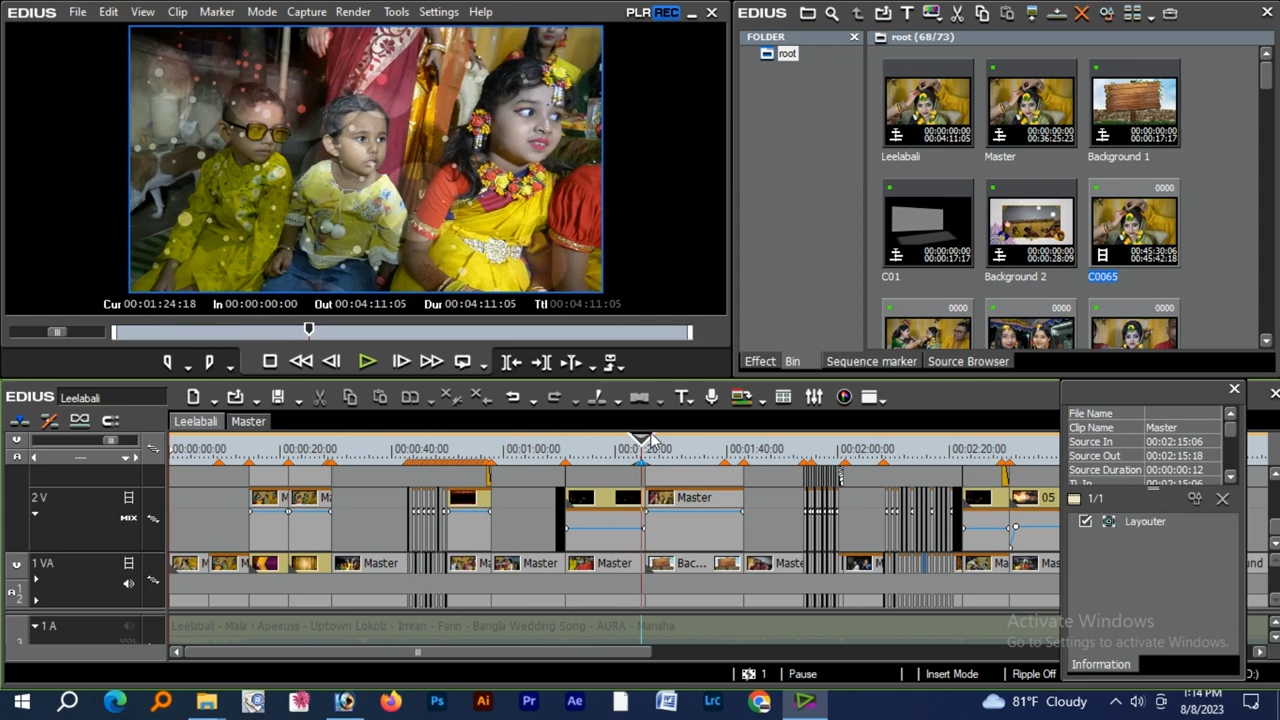 EDIUS File Edit View Clip Marker Mode Capture Render Tools Settings Help PLR REC
Cur 00:01:24:18 In 00:00:00:00 Out 00:04:11:05 Dur 00:04:11:05 Ttl 00:04:11:05
EDIUS
FOLDER
root
root (68/73)
00:00:00:00 00:04:11:05
00:00:00:00 00:36:25:23
00:00:00:00 00:00:17:17
Leelabali Master Background 1
00:00:00:00 00:00:17:17
00:00:00:00 00:00:28:09
0000 00:45:30:06 00:45:42:18
C01 Background 2 C0065
0000 0000 0000
Effect Bin Sequence marker Source Browser
EDIUS Leelabali
Leelabali Master
00:00:00:00 00:00:20:00 00:00:40:00 00:01:00:00 00:01:20:00 00:01:40:00 00:02:00:00 00:02:20:00
2 V
MIX
M Ma Master 05
1 VA
M M Master Ma Master Master Bac... Maste M Ma Mas und
1
2
1 A
Leelabali - Mala | Apeiruss - Uptown Lokolz - Imran - Farin - Bangla Wedding Song - AURA - Mansha
3
File Name
Clip Name Master
Source In 00:02:15:06
Source Out 00:02:15:18
Source Duration 00:00:00:12
1/1
Layouter
Activate Windows
Go to Settings to activate Windows.
Information
1 Pause Insert Mode Ripple Off :)
Ps Ai Pr Ae Lrc
81°F Cloudy
1:14 PM
8/8/2023